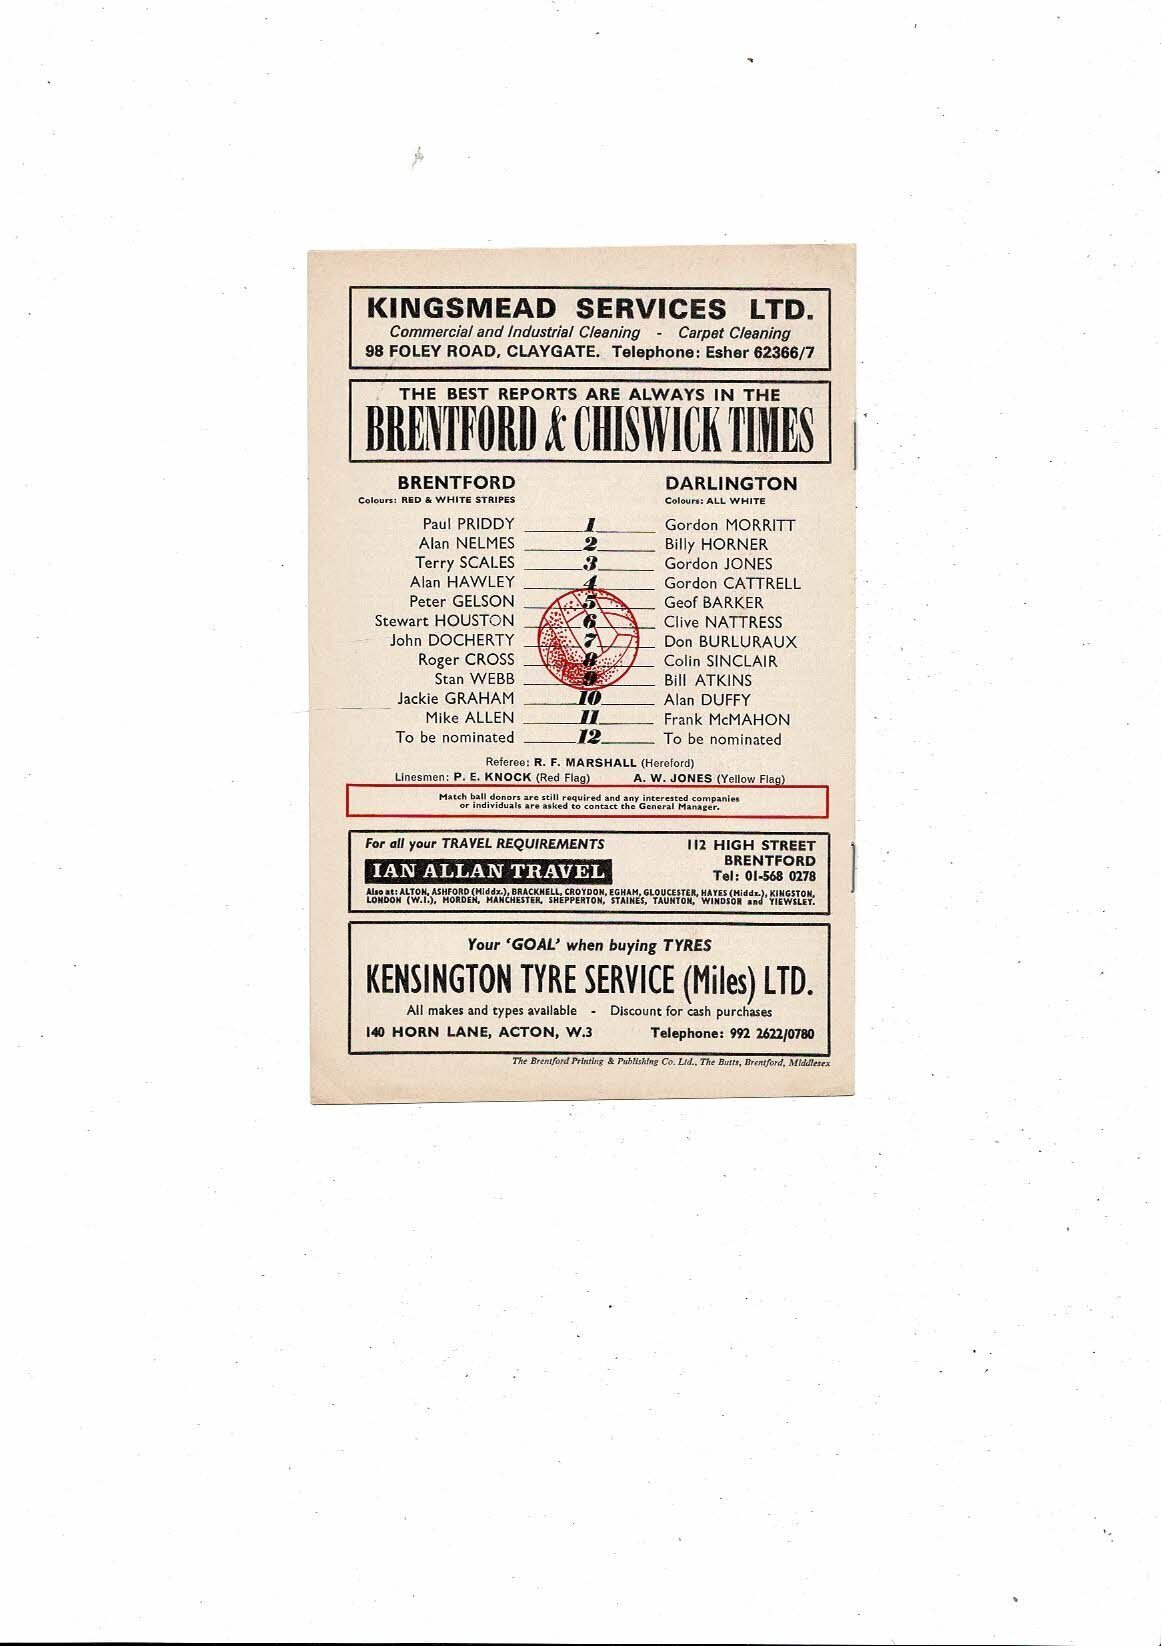 KINGSMEAD SERVICES LTD.
Commercial and Industrial Cleaning - Carpet Cleaning
98 FOLEY ROAD, CLAYGATE. Telephone: Esher 62366/7
THE BEST REPORTS ARE ALWAYS IN THE
BRENTFORD & CHISWICK TIMES
BRENTFORD DARLINGTON
Colours: RED & WHITE STRIPES Colours: ALL WHITE
Paul PRIDDY 1 Gordon MORRITT
Alan NELMES 2 Billy HORNER
Terry SCALES 3 Gordon JONES
Alan HAWLEY 4 Gordon CATTRELL
Peter GELSON 5 Geof BARKER
Stewart HOUSTON 6 Clive NATTRESS
John DOCHERTY 7 Don BURLURAUX
Roger CROSS 8 Colin SINCLAIR
Stan WEBB 9 Bill ATKINS
Jackie GRAHAM 10 Alan DUFFY
Mike ALLEN 11 Frank McMAHON
To be nominated 12 To be nominated
Referee: R. F. MARSHALL (Hereford)
Linesmen: P. E. KNOCK (Red Flag) A. W. JONES (Yellow Flag)
Match ball donors are still required and any interested companies
or individuals are asked to contact the General Manager.
For all your TRAVEL REQUIREMENTS 112 HIGH STREET
IAN ALLAN TRAVEL BRENTFORD
Tel: 01-568 0278
Also at: ALTON, ASHFORD (Middx.), BRACKNELL, CROYDON, EGHAM, GLOUCESTER, HAYES (Middx.), KINGSTON,
LONDON (W.1.), MORDEN, MANCHESTER, SHEPPERTON, STAINES, TAUNTON, WINDSOR and YIEWSLEY.
Your 'GOAL' when buying TYRES
KENSINGTON TYRE SERVICE (Miles) LTD.
All makes and types available - Discount for cash purchases
140 HORN LANE, ACTON, W.3 Telephone: 992 2622/0780
The Brentford Printing & Publishing Co. Ltd., The Butts, Brentford, Middlesex